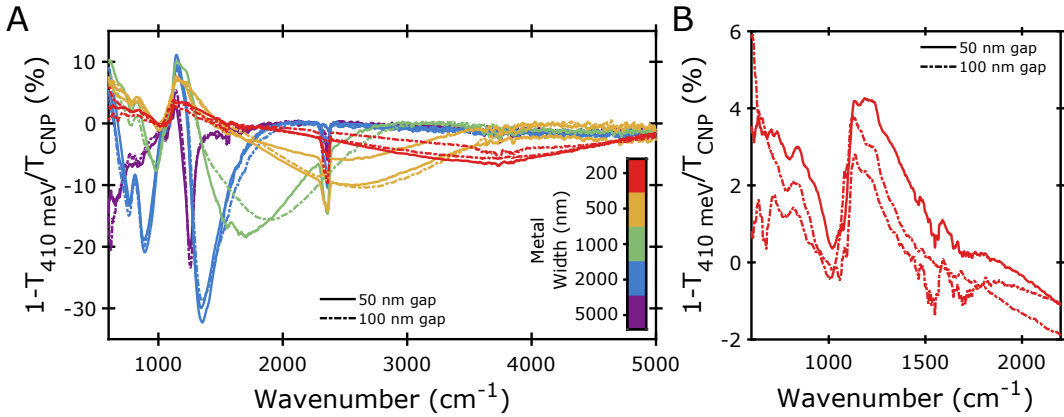 A
1-T410 meV/TCNP (%)
10
0
-10
-20
-30
1000
2000
3000
4000
5000
Wavenumber (cm-1)
50 nm gap
100 nm gap
Metal
Width (nm)
200
500
1000
2000
5000
B
1-T410 meV/TCNP (%)
6
4
2
0
-2
1000
1500
2000
Wavenumber (cm-1)
50 nm gap
100 nm gap